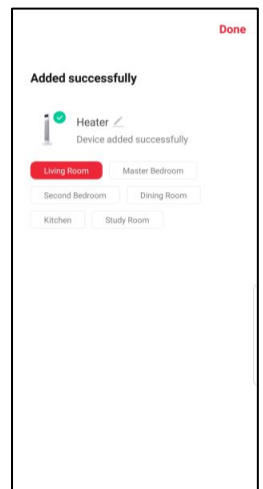 Done
Added successfully
Heater
Device added successfully
Living Room Master Bedroom
Second Bedroom Dining Room
Kitchen Study Room